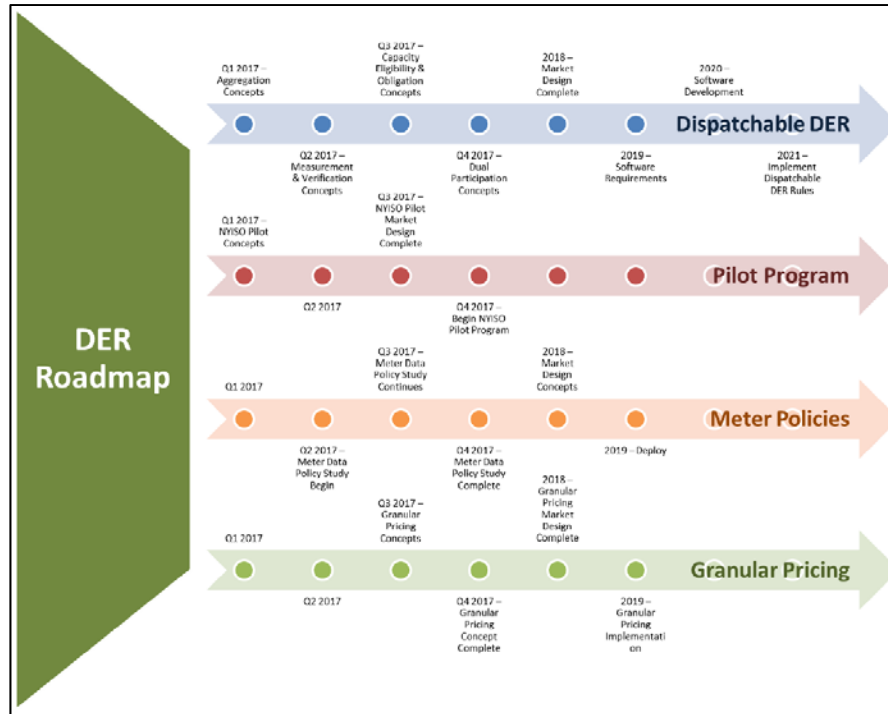 DER
Roadmap
Q1 2017 –
Aggregation
Concepts
Q3 2017 –
Capacity
Eligibility &
Obligation
Concepts
2018 –
Market
Design
Complete
2020 –
Software
Development
Dispatchable DER
Q2 2017 –
Measurement
& Verification
Concepts
Q4 2017 –
Dual
Participation
Concepts
2019 – Software
Requirements
2021 –
Implement
Dispatchable
DER Rules
Q1 2017 –
NYISO Pilot
Concepts
Q3 2017 –
NYISO Pilot
Market
Design
Complete
Pilot Program
Q2 2017
Q4 2017 –
Begin NYISO
Pilot Program
Q1 2017
Q3 2017 –
Meter Data
Policy Study
Continues
2018 –
Market
Design
Concepts
Meter Policies
Q2 2017 –
Meter Data
Policy Study
Begin
Q4 2017 –
Meter Data
Policy Study
Complete
2019 – Deploy
Q1 2017
Q3 2017 –
Granular
Pricing
Concepts
2018 –
Granular
Pricing
Market
Design
Complete
Granular Pricing
Q2 2017
Q4 2017 –
Granular
Pricing
Concept
Complete
2019 –
Granular
Pricing
Implementati
on